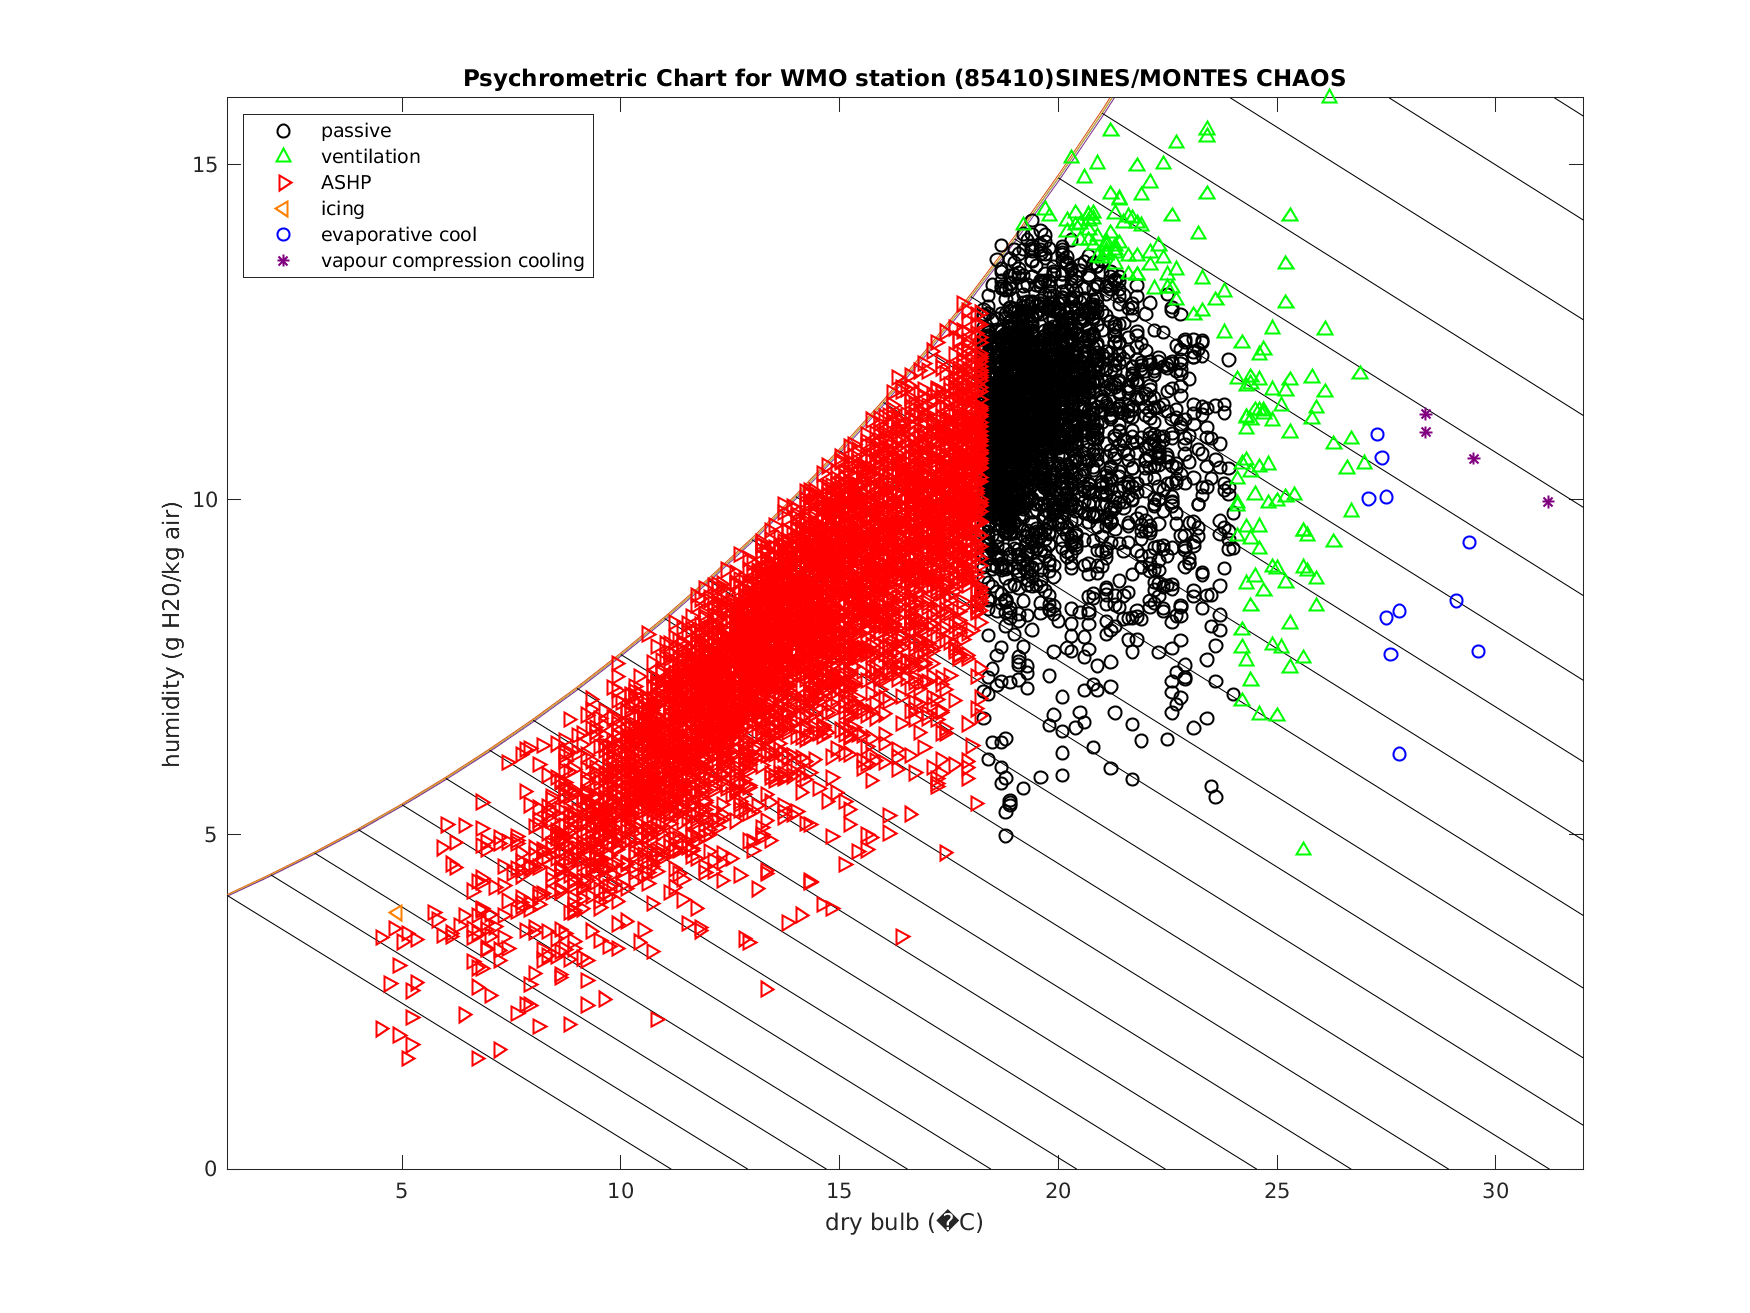 Psychrometric Chart for WMO station (85410)SINES/MONTES CHAOS
passive
ventilation
ASHP
icing
evaporative cool
vapour compression cooling
humidity (g H20/kg air)
15
10
5
0
5
10
15
20
25
30
dry bulb (�C)